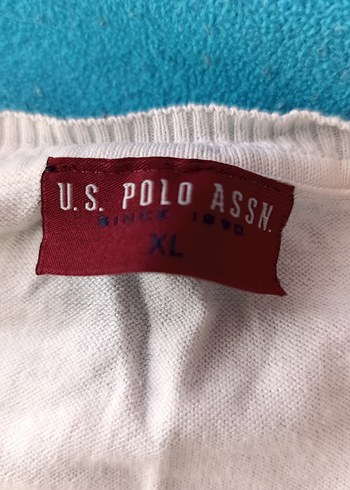 U.S. POLO ASSN.
SINCE 1890
XL